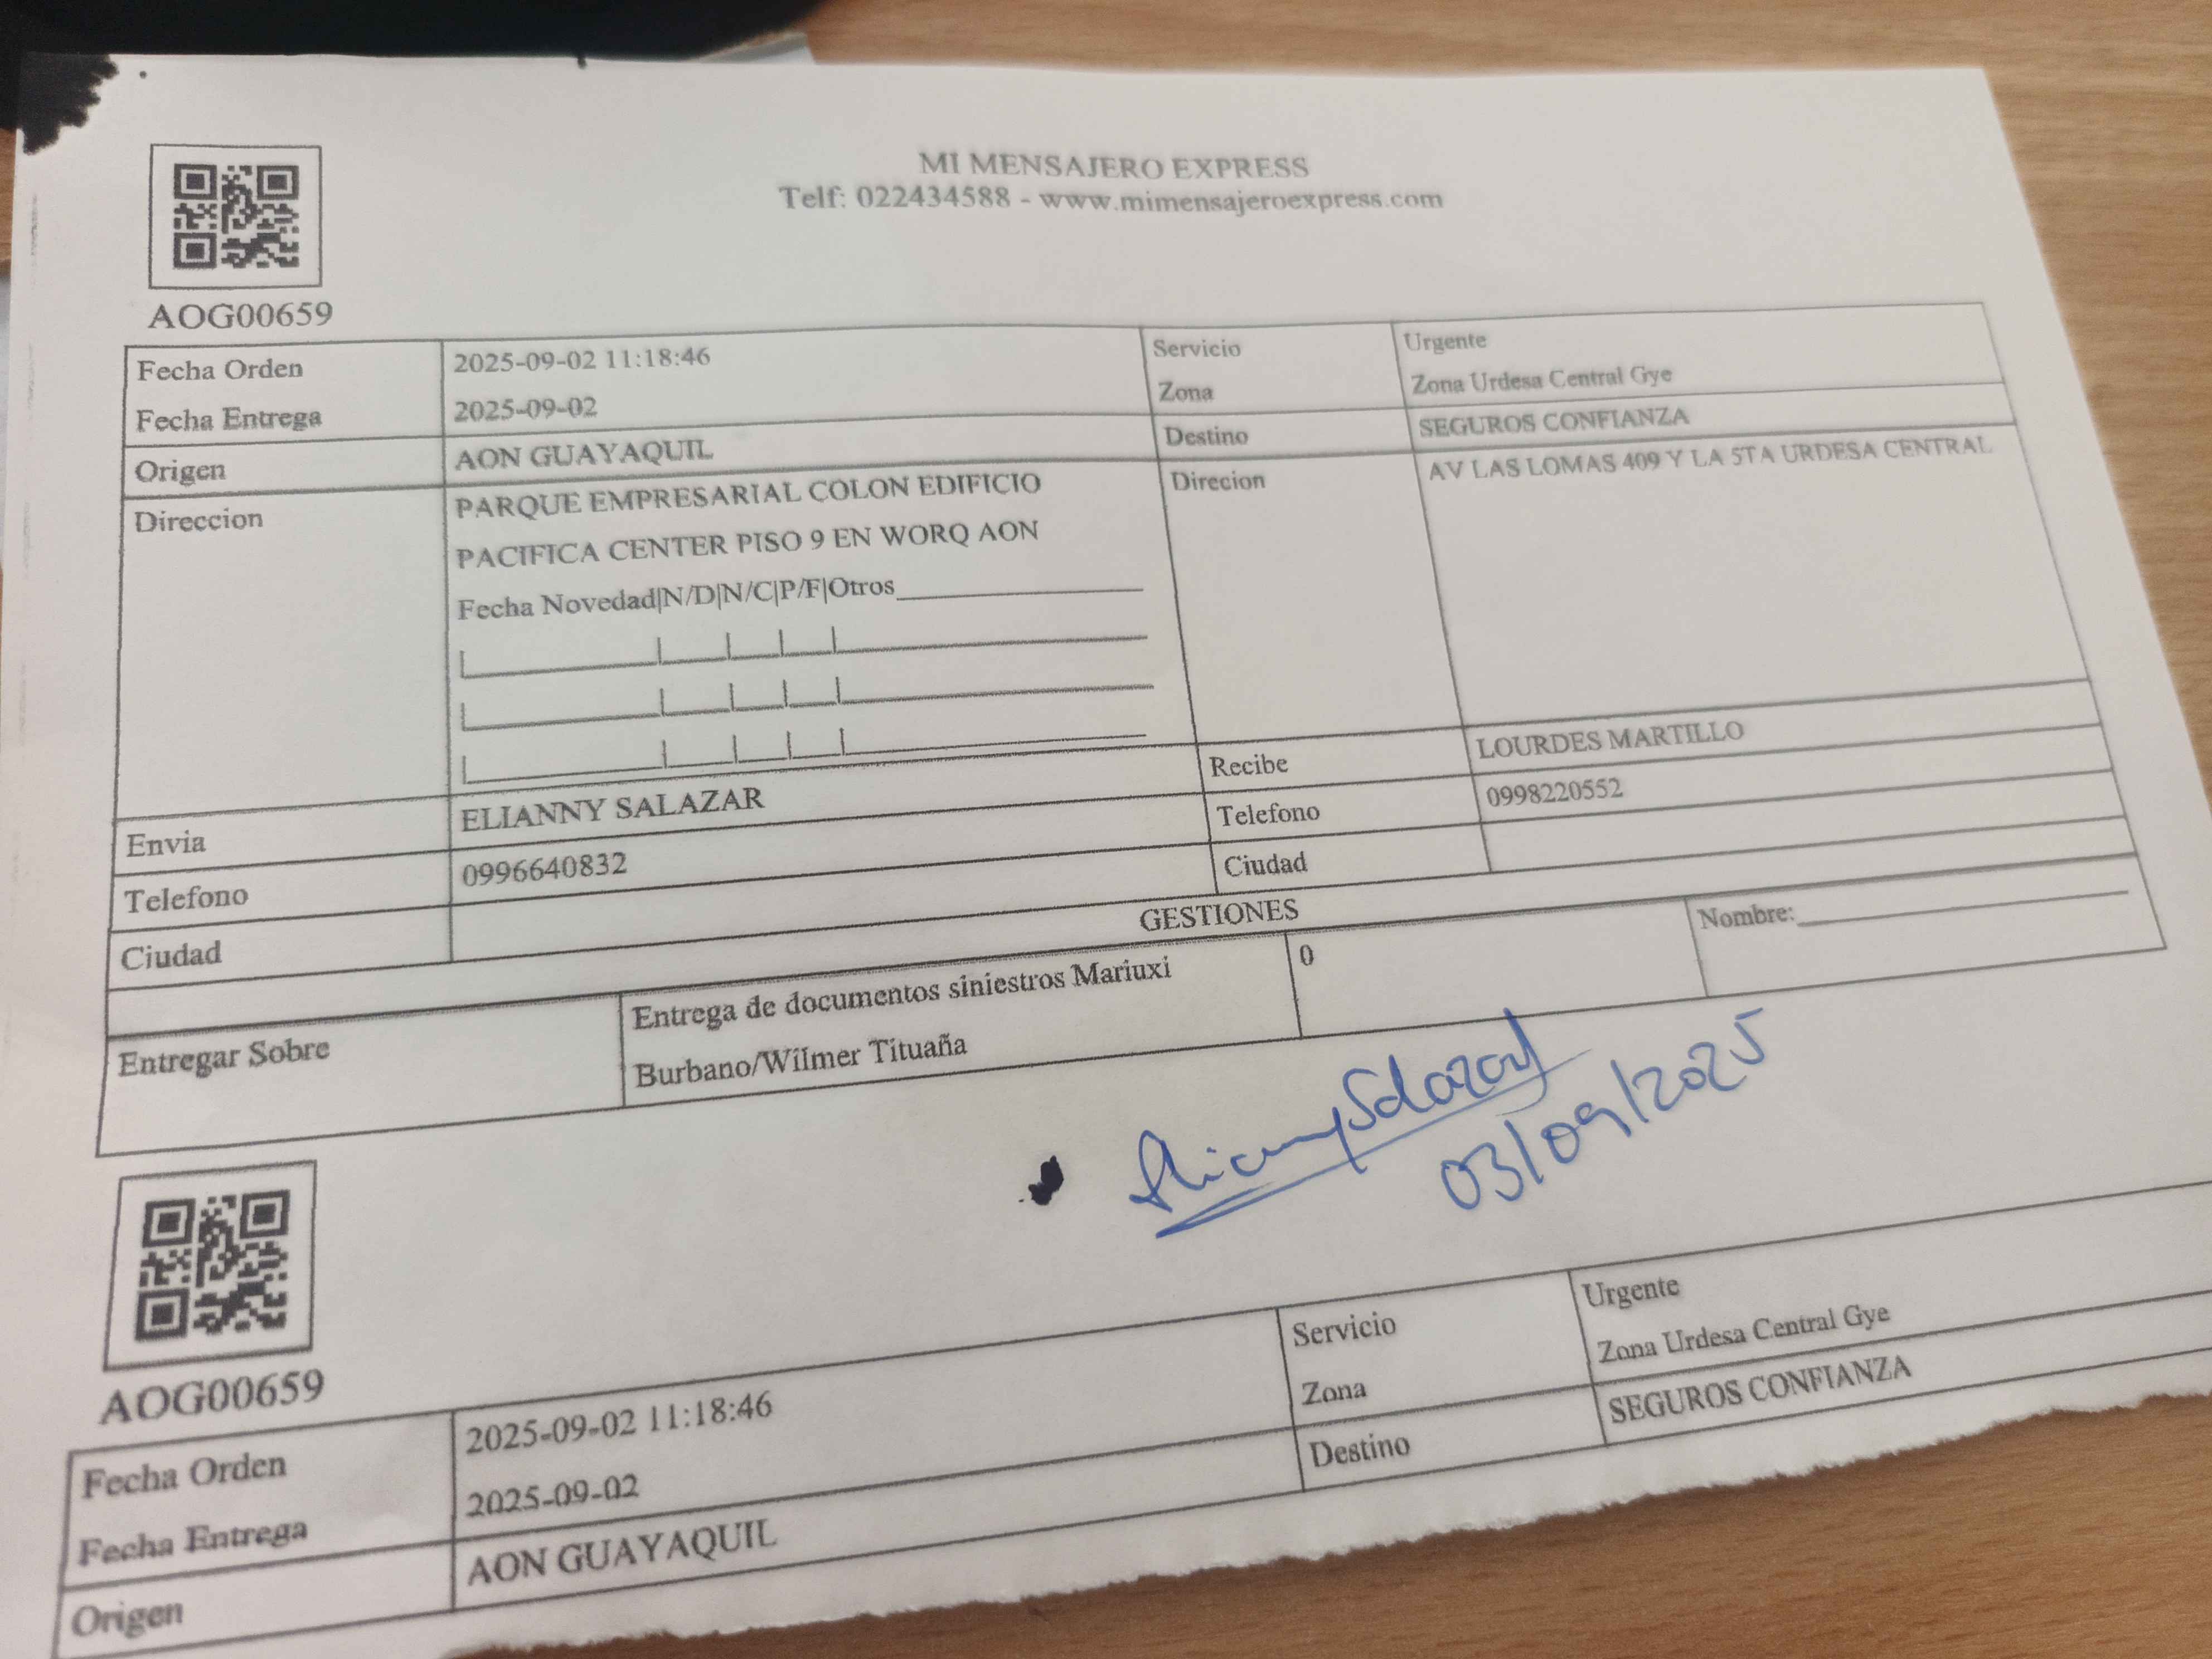 MI MENSAJERO EXPRESS
Telf: 022434588 - www.mimensajeroexpress.com
AOG00659
Fecha Orden 2025-09-02 11:18:46 Servicio Urgente
Fecha Entrega 2025-09-02 Zona Zona Urdesa Central Gye
Origen AON GUAYAQUIL Destino SEGUROS CONFIANZA
Direccion PARQUE EMPRESARIAL COLON EDIFICIO Direcion AV LAS LOMAS 409 Y LA 5TA URDESA CENTRAL
PACIFICA CENTER PISO 9 EN WORQ AON
Fecha Novedad|N/D|N/C|P/F|Otros
Envia ELIANNY SALAZAR Recibe LOURDES MARTILLO
Telefono 0996640832 Telefono 0998220552
Ciudad Ciudad
GESTIONES
Entregar Sobre Entrega de documentos siniestros Mariuxi 0 Nombre:
Burbano/Wilmer Tituaña
Elianny Salazar
03/09/2025
AOG00659
Fecha Orden 2025-09-02 11:18:46 Servicio Urgente
Fecha Entrega 2025-09-02 Zona Zona Urdesa Central Gye
Origen AON GUAYAQUIL Destino SEGUROS CONFIANZA